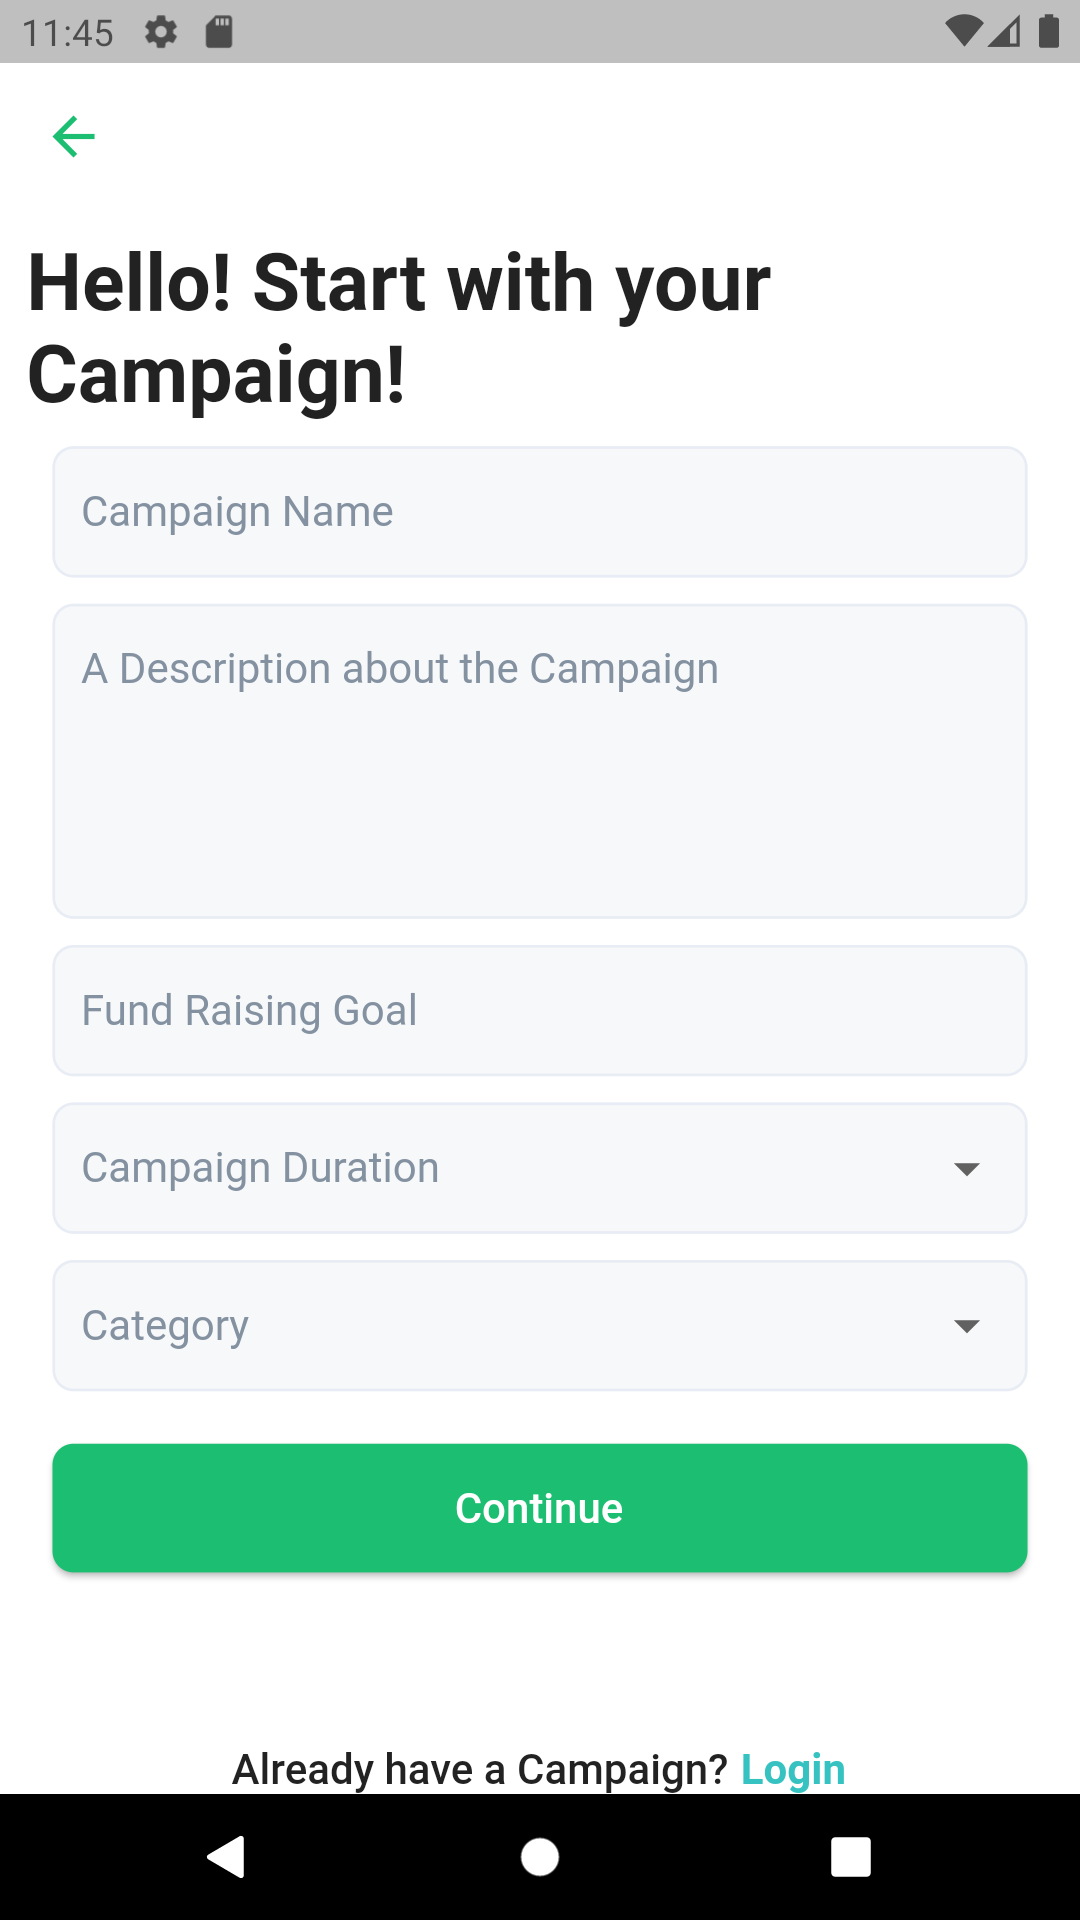 11:45
Hello! Start with your
Campaign!
Campaign Name
A Description about the Campaign
Fund Raising Goal
Campaign Duration
Category
Continue
Already have a Campaign? Login